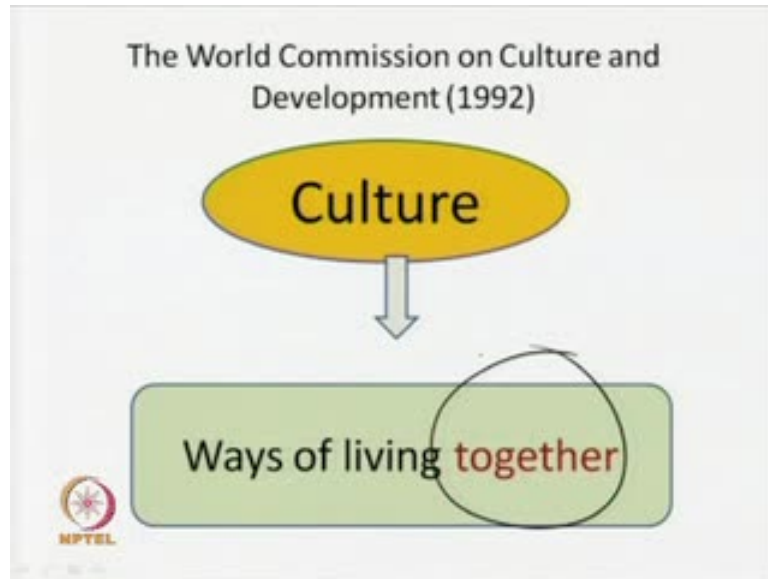 The World Commission on Culture and
Development (1992)
Culture
Ways of living together
NPTEL